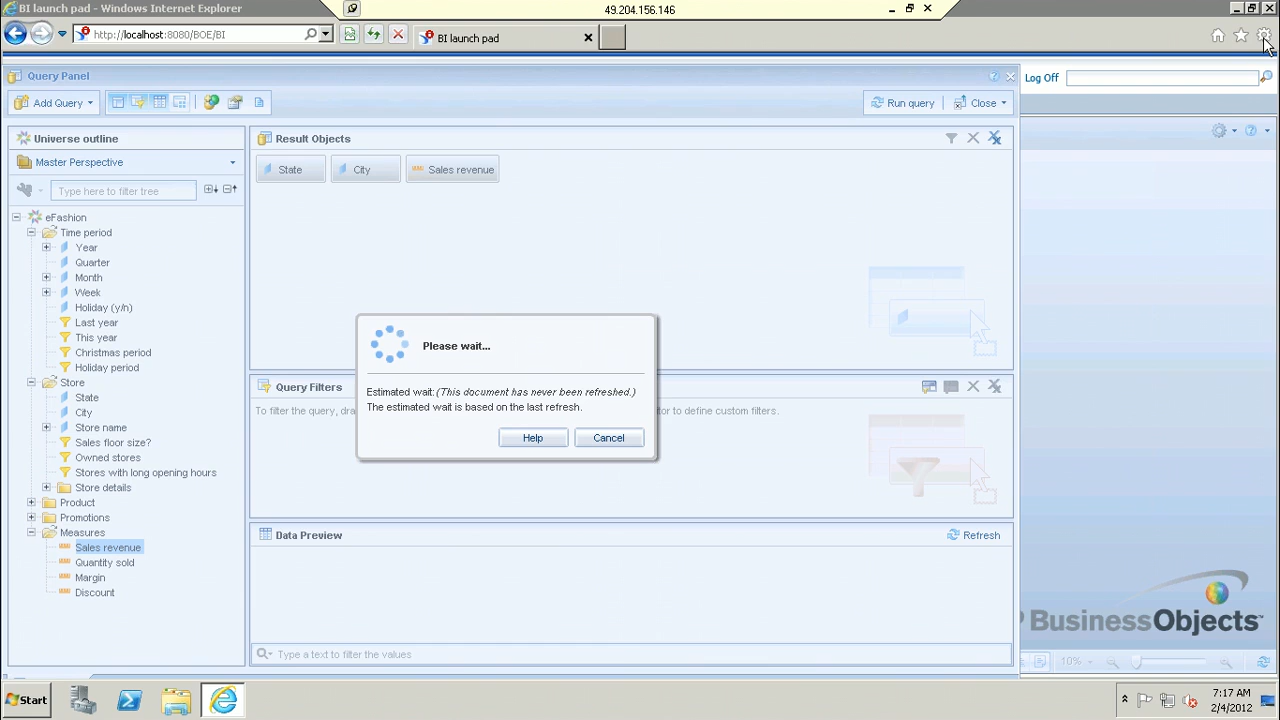 BI launch pad - Windows Internet Explorer
49.204.156.146
http://localhost:8080/BOE/BI
BI launch pad
Query Panel
Log Off
Add Query
Run query
Close
Universe outline
Result Objects
Master Perspective
State
City
Sales revenue
Type here to filter tree
eFashion
Time period
Year
Quarter
Month
Week
Holiday (y/n)
Last year
This year
Christmas period
Holiday period
Store
State
City
Store name
Sales floor size?
Owned stores
Stores with long opening hours
Store details
Product
Promotions
Measures
Sales revenue
Quantity sold
Margin
Discount
Please wait...
Estimated wait: (This document has never been refreshed.)
The estimated wait is based on the last refresh.
Help
Cancel
Query Filters
To filter the query, dra
tor to define custom filters.
Data Preview
Refresh
Type a text to filter the values
BusinessObjects™
10%
Start
7:17 AM
2/4/2012